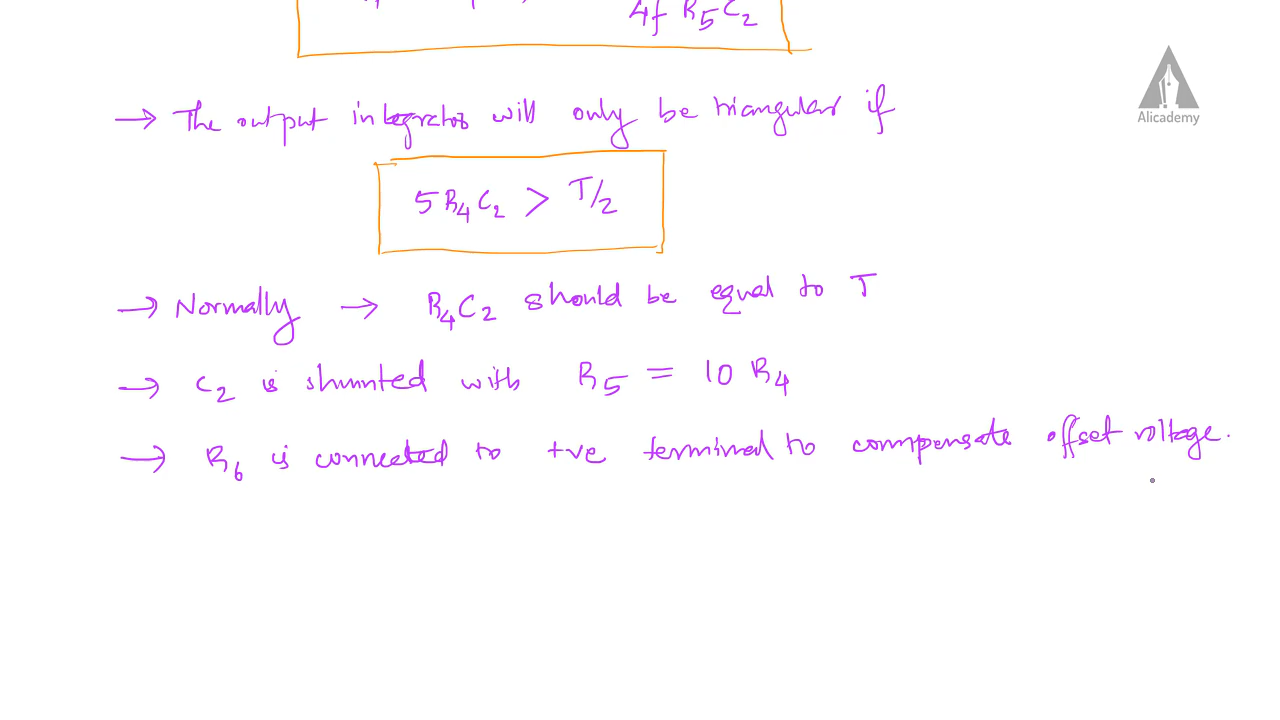 4f R5C2
→ The output integrator will only be triangular if
Alicademy
5R4C2 > T/2
→ Normally → R4C2 should be equal to T
→ C2 is shunted with R5 = 10 R4
→ R6 is connected to +ve terminal to compensate offset voltage.